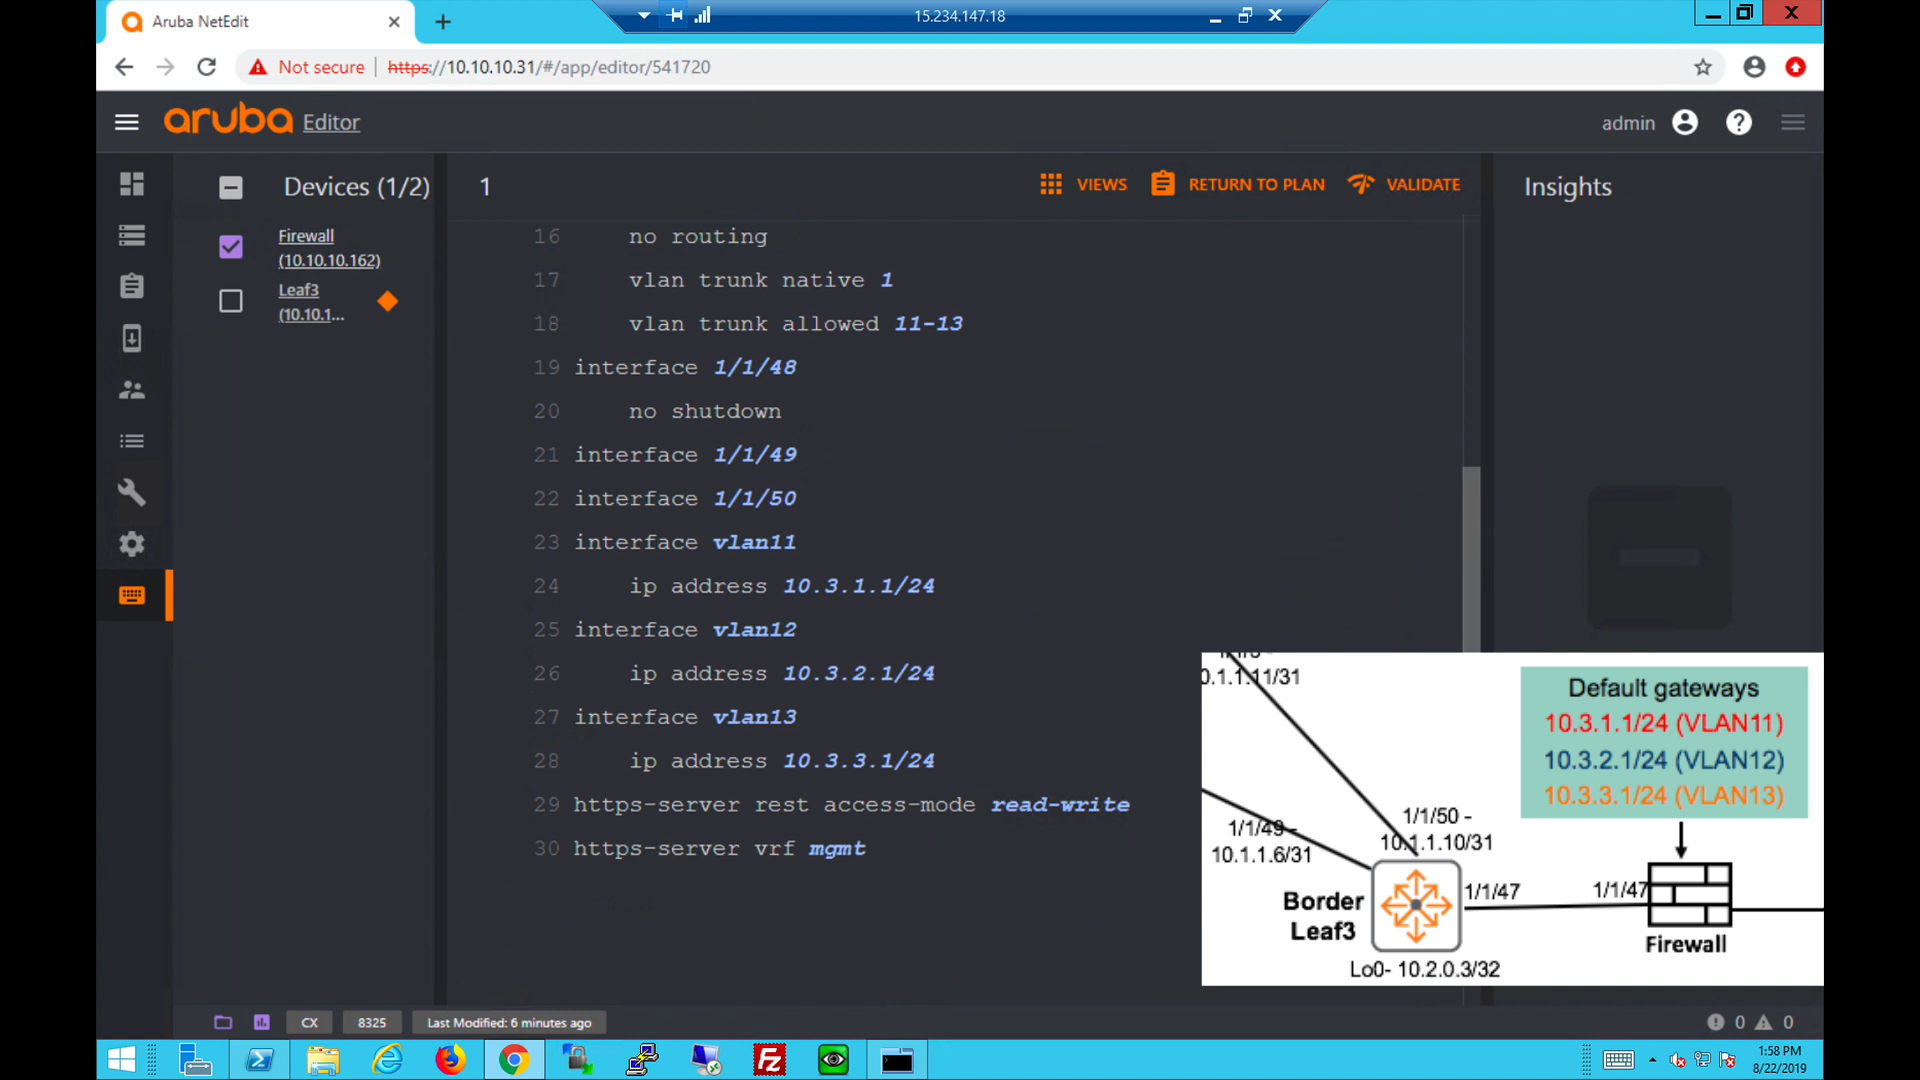 Aruba NetEdit
15.234.147.18
Not secure
https://10.10.10.31/#/app/editor/541720
aruba Editor
admin
Devices (1/2)
1
VIEWS
RETURN TO PLAN
VALIDATE
Insights
Firewall
(10.10.10.162)
Leaf3
(10.10.1...
16 no routing
17 vlan trunk native 1
18 vlan trunk allowed 11-13
19 interface 1/1/48
20 no shutdown
21 interface 1/1/49
22 interface 1/1/50
23 interface vlan11
24 ip address 10.3.1.1/24
25 interface vlan12
26 ip address 10.3.2.1/24
27 interface vlan13
28 ip address 10.3.3.1/24
29 https-server rest access-mode read-write
30 https-server vrf mgmt
0.1.1.11/31
Default gateways
10.3.1.1/24 (VLAN11)
10.3.2.1/24 (VLAN12)
10.3.3.1/24 (VLAN13)
1/1/49 -
10.1.1.6/31
1/1/50 -
10.1.1.10/31
Border
Leaf3
1/1/47
1/1/47
Firewall
Lo0- 10.2.0.3/32
CX
8325
Last Modified: 6 minutes ago
0
0
Fz
1:58 PM
8/22/2019